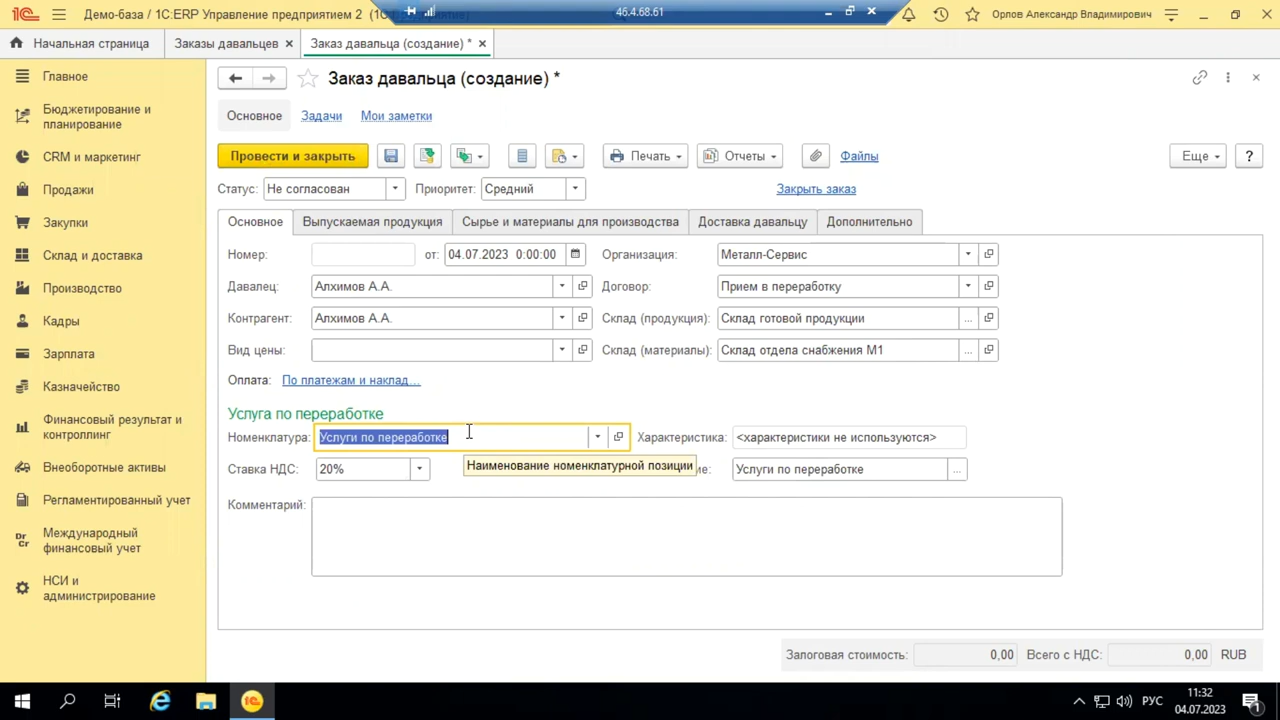 Демо-база / 1С:ERP Управление предприятием 2 (1С:Предприятие)
46.4.68.61
Орлов Александр Владимирович
Начальная страница
Заказы давальцев
Заказ давальца (создание) *
Главное
Бюджетирование и
планирование
CRM и маркетинг
Продажи
Закупки
Склад и доставка
Производство
Кадры
Зарплата
Казначейство
Финансовый результат и
контроллинг
Внеоборотные активы
Регламентированный учет
Международный
финансовый учет
НСИ и
администрирование
Заказ давальца (создание) *
Основное
Задачи
Мои заметки
Провести и закрыть
Печать
Отчеты
Файлы
Еще
?
Статус: Не согласован
Приоритет: Средний
Закрыть заказ
Основное
Выпускаемая продукция
Сырье и материалы для производства
Доставка давальцу
Дополнительно
Номер:
от: 04.07.2023 0:00:00
Организация: Металл-Сервис
Давалец: Алхимов А.А.
Договор: Прием в переработку
Контрагент: Алхимов А.А.
Склад (продукция): Склад готовой продукции
Вид цены:
Склад (материалы): Склад отдела снабжения М1
Оплата: По платежам и наклад...
Услуга по переработке
Номенклатура: Услуги по переработке
Характеристика: <характеристики не используются>
Ставка НДС: 20%
Наименование номенклатурной позиции
ие: Услуги по переработке
Комментарий:
Залоговая стоимость: 0,00
Всего с НДС: 0,00 RUB
РУС
11:32
04.07.2023
1